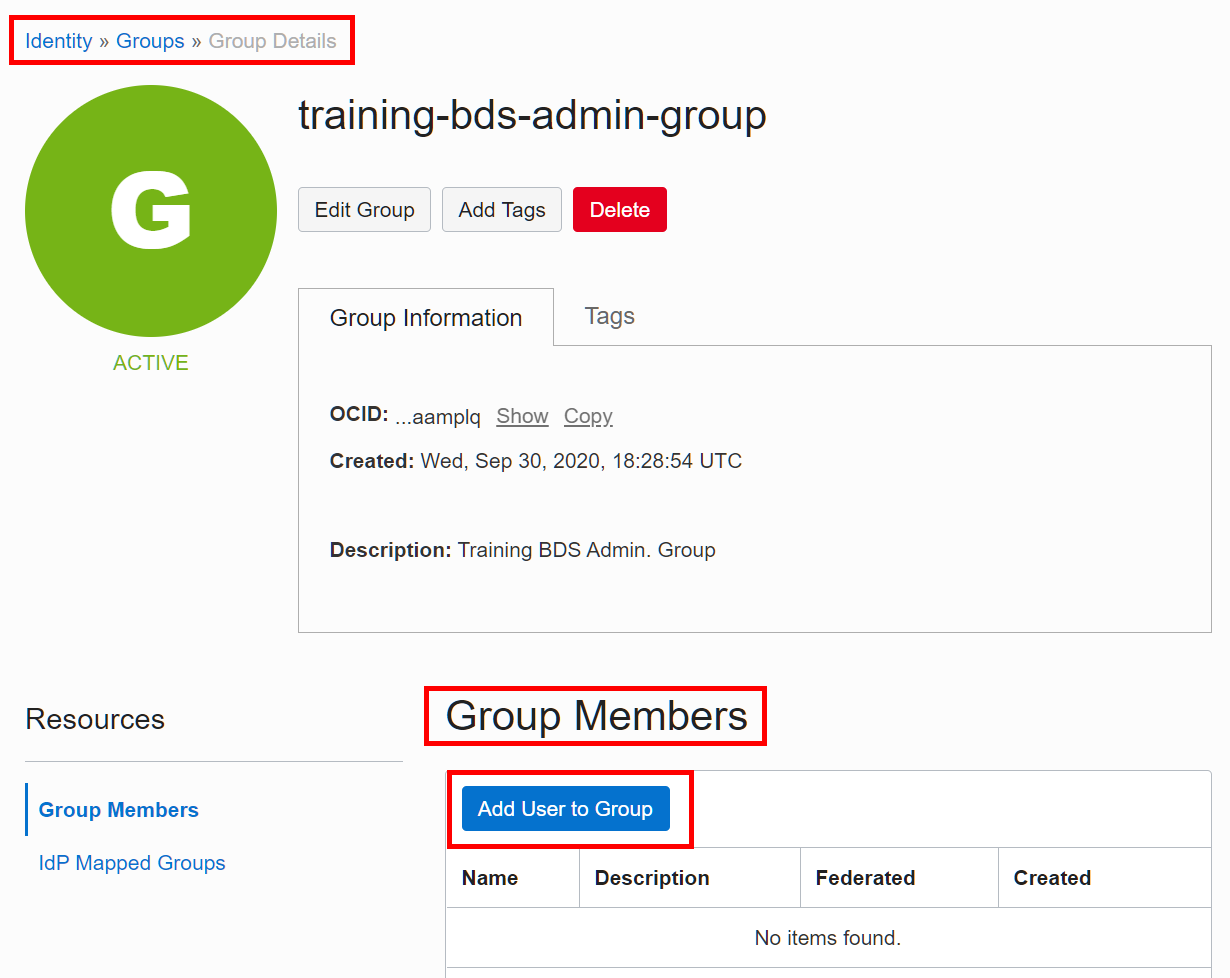 Identity » Groups » Group Details
training-bds-admin-group
G
Edit Group Add Tags Delete
ACTIVE
Group Information Tags
OCID: ...aamplq Show Copy
Created: Wed, Sep 30, 2020, 18:28:54 UTC
Description: Training BDS Admin. Group
Resources
Group Members
IdP Mapped Groups
Group Members
Add User to Group
Name Description Federated Created
No items found.